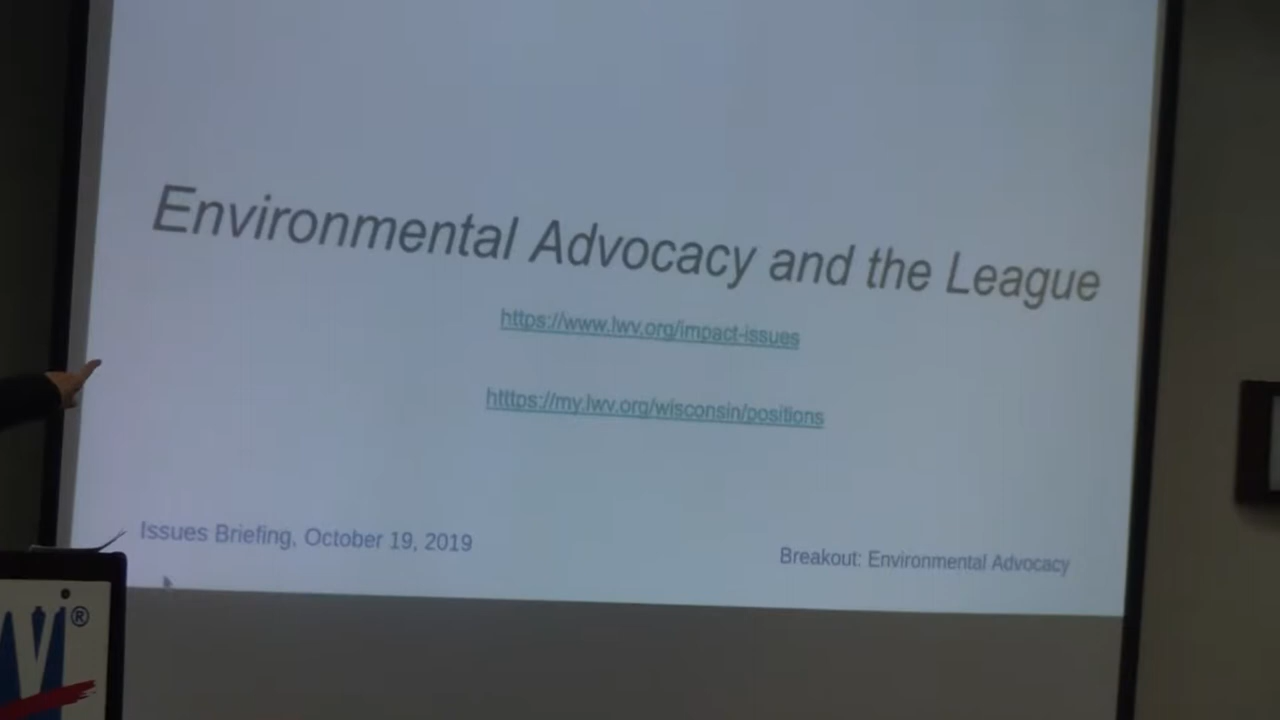 Environmental Advocacy and the League
https://www.lwv.org/impact-issues
htttps://my.lwv.org/wisconsin/positions
Issues Briefing, October 19, 2019
Breakout: Environmental Advocacy
V®